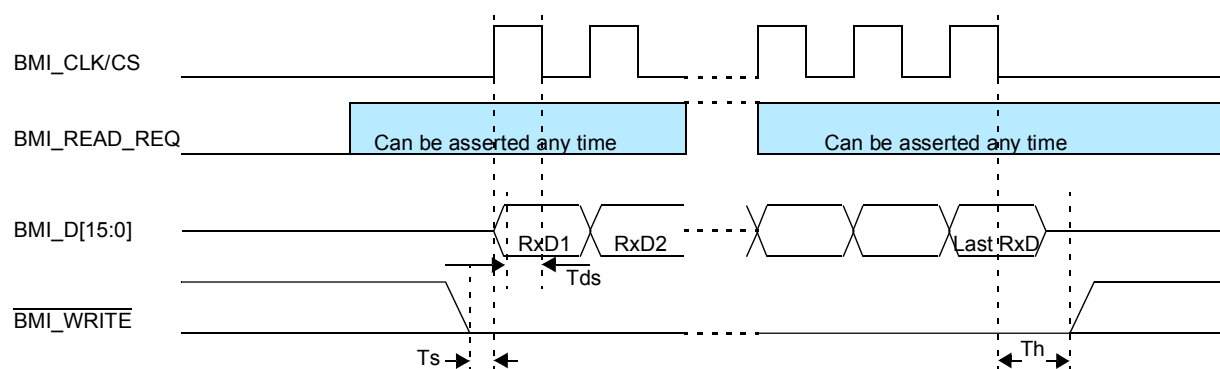 BMI_CLK/CS
BMI_READ_REQ
Can be asserted any time
Can be asserted any time
BMI_D[15:0]
RxD1
RxD2
Last RxD
Tds
BMI_WRITE
Ts
Th